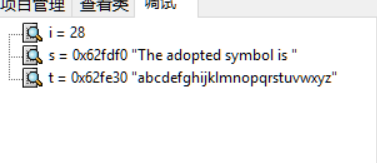 项目管理 查看类 调试
i = 28
s = 0x62fdf0 "The adopted symbol is "
t = 0x62fe30 "abcdefghijklmnopqrstuvwxyz"